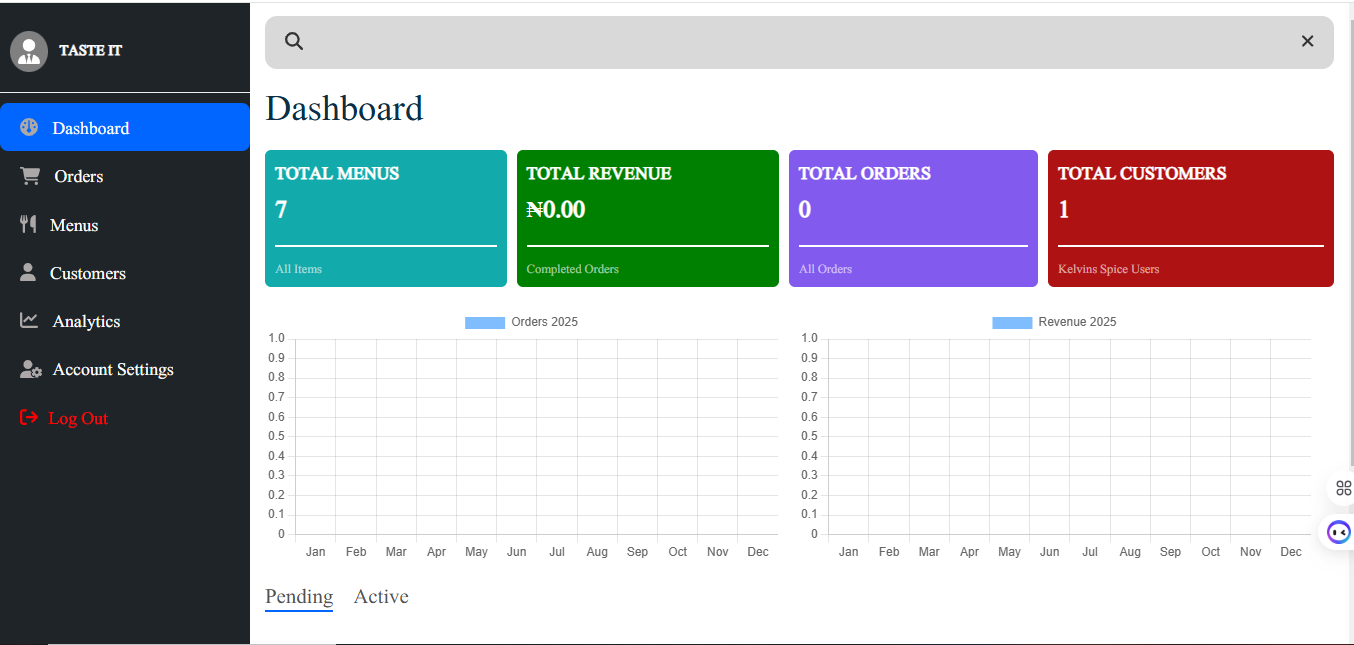 TASTE IT
Dashboard
Orders
Menus
Customers
Analytics
Account Settings
Log Out
Dashboard
TOTAL MENUS
7
All Items
TOTAL REVENUE
₦0.00
Completed Orders
TOTAL ORDERS
0
All Orders
TOTAL CUSTOMERS
1
Kelvins Spice Users
Orders 2025
1.0
0.9
0.8
0.7
0.6
0.5
0.4
0.3
0.2
0.1
0
Jan Feb Mar Apr May Jun Jul Aug Sep Oct Nov Dec
Revenue 2025
1.0
0.9
0.8
0.7
0.6
0.5
0.4
0.3
0.2
0.1
0
Jan Feb Mar Apr May Jun Jul Aug Sep Oct Nov Dec
Pending Active